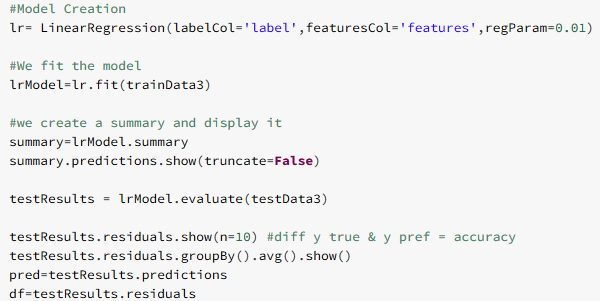 #Model Creation
lr= LinearRegression(labelCol='label',featuresCol='features',regParam=0.01)
#We fit the model
lrModel=lr.fit(trainData3)
#we create a summary and display it
summary=lrModel.summary
summary.predictions.show(truncate=False)
testResults = lrModel.evaluate(testData3)
testResults.residuals.show(n=10) #diff y true & y pref = accuracy
testResults.residuals.groupBy().avg().show()
pred=testResults.predictions
df=testResults.residuals